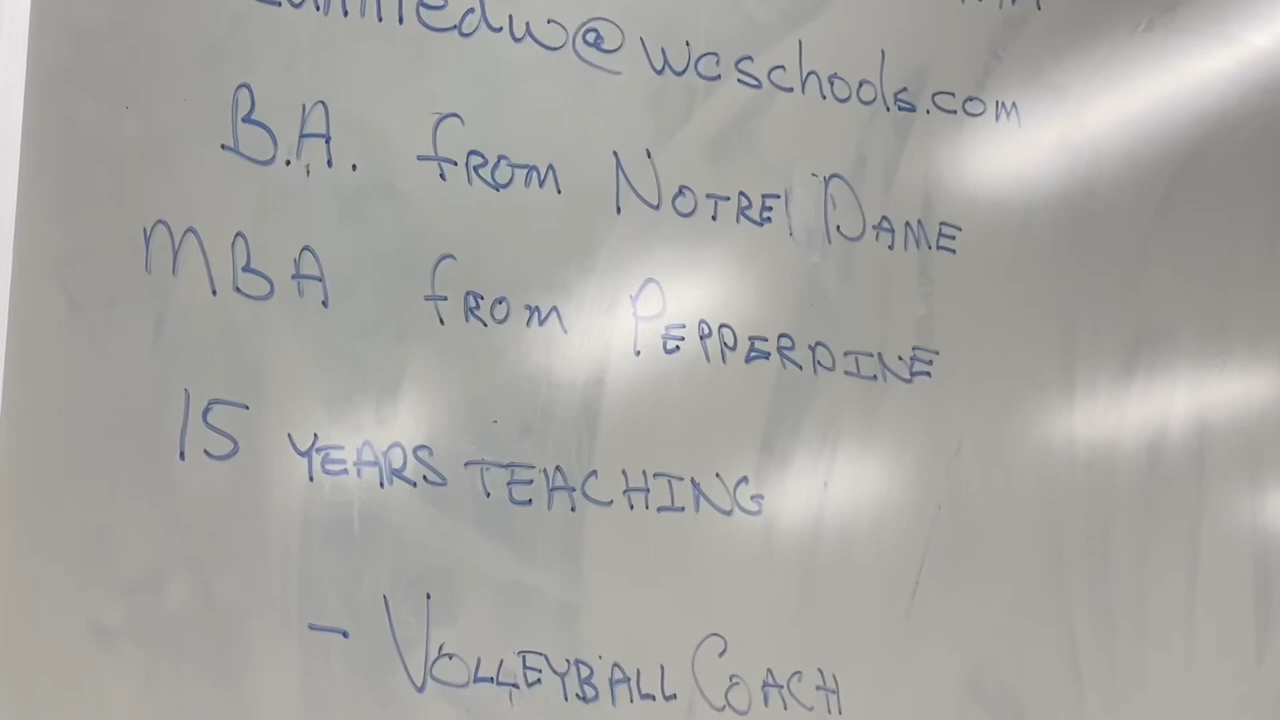 @wcschools.com
B.A. from NOTRE DAME
MBA from PEPPERDINE
15 YEARS TEACHING
- VOLLEYBALL COACH